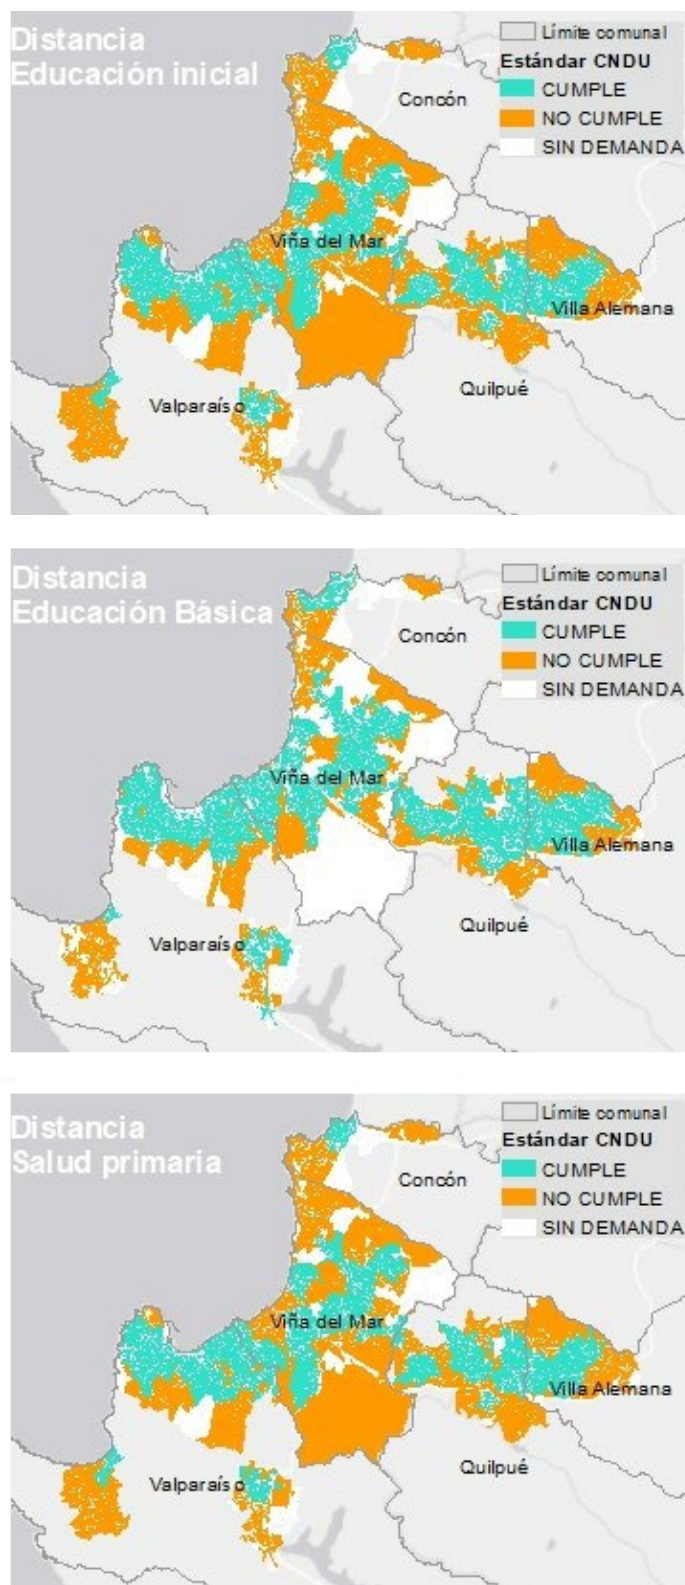 Distancia
Educación inicial
Límite comunal
Estándar CNDU
CUMPLE
NO CUMPLE
SIN DEMANDA
Concón
Viña del Mar
Villa Alemana
Quilpué
Valparaíso
Distancia
Educación Básica
Límite comunal
Estándar CNDU
CUMPLE
NO CUMPLE
SIN DEMANDA
Concón
Viña del Mar
Villa Alemana
Quilpué
Valparaíso
Distancia
Salud primaria
Límite comunal
Estándar CNDU
CUMPLE
NO CUMPLE
SIN DEMANDA
Concón
Viña del Mar
Villa Alemana
Quilpué
Valparaíso